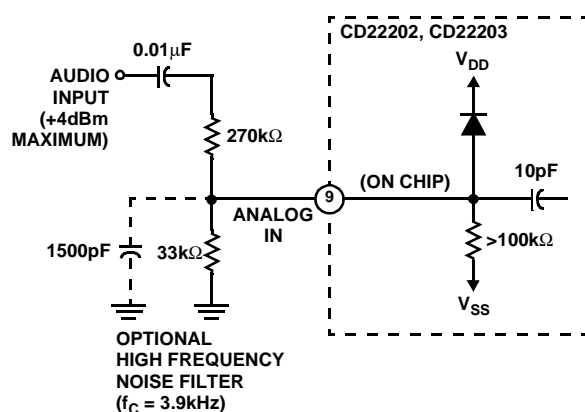 CD22202, CD22203
0.01μF
V_DD
AUDIO
INPUT
(+4dBm
MAXIMUM)
270kΩ
(ON CHIP)
10pF
9
ANALOG
IN
1500pF
33kΩ
>100kΩ
V_SS
OPTIONAL
HIGH FREQUENCY
NOISE FILTER
(f_C = 3.9kHz)